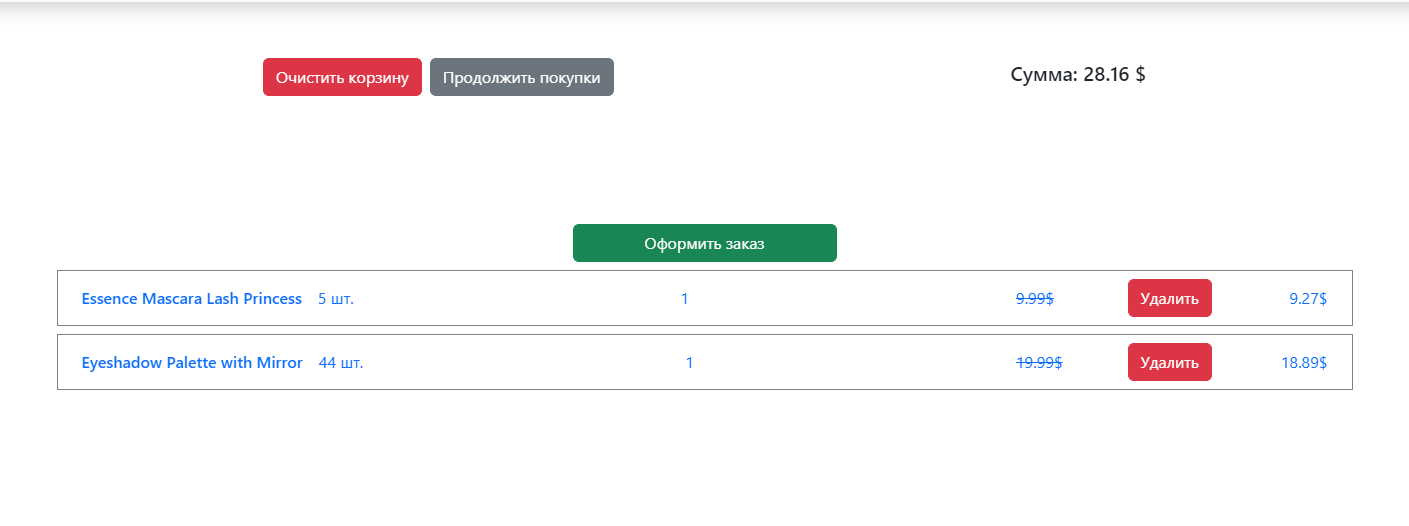 Очистить корзину Продолжить покупки Сумма: 28.16 $
Оформить заказ
Essence Mascara Lash Princess 5 шт. 1 9.99$ Удалить 9.27$
Eyeshadow Palette with Mirror 44 шт. 1 19.99$ Удалить 18.89$